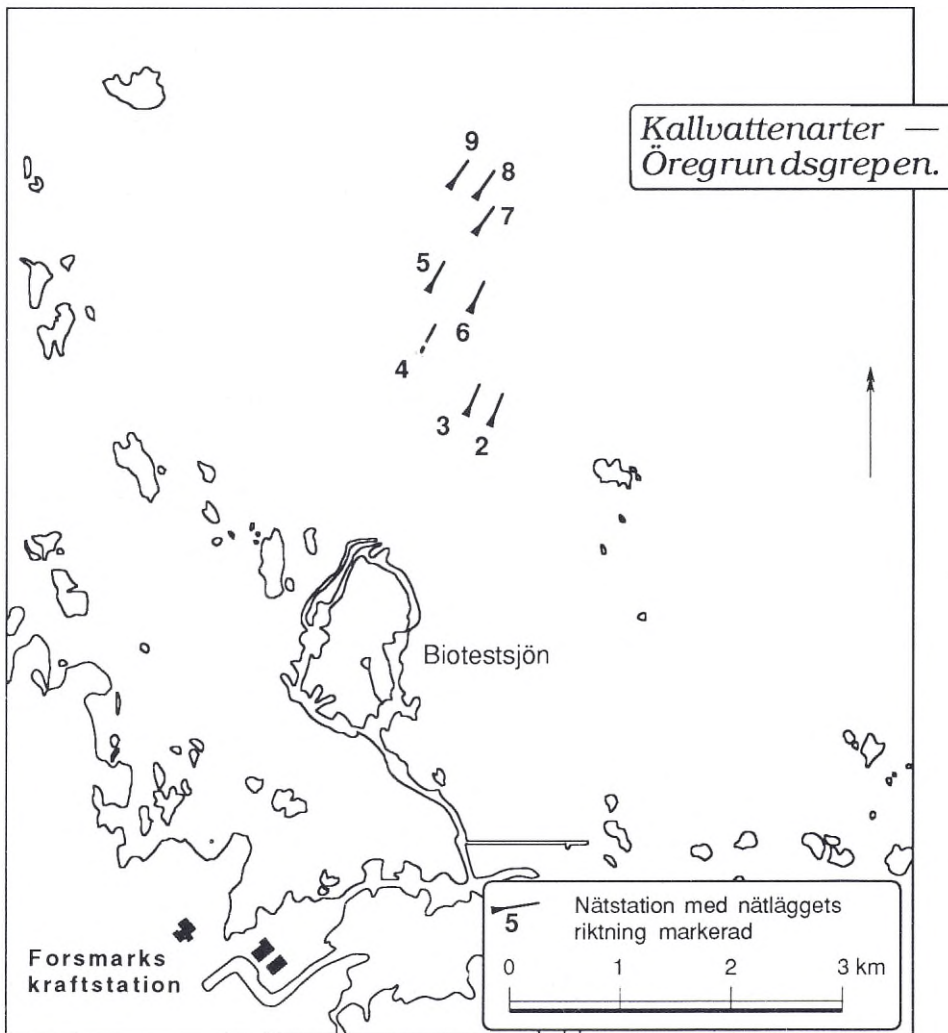 Kallvattenarter —
Öregrundsgrepen.
9
8
7
5
6
4
3
2
Biotestsjön
5
Nätstation med nätläggets
riktning markerad
Forsmarks
kraftstation
0 1 2 3 km